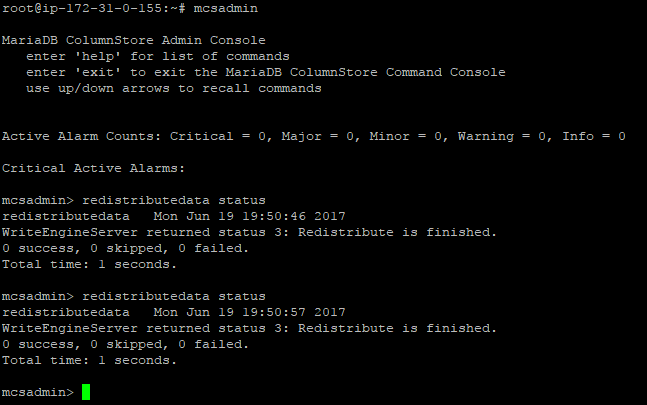 root@ip-172-31-0-155:~# mcsadmin
MariaDB ColumnStore Admin Console
enter 'help' for list of commands
enter 'exit' to exit the MariaDB ColumnStore Command Console
use up/down arrows to recall commands
Active Alarm Counts: Critical = 0, Major = 0, Minor = 0, Warning = 0, Info = 0
Critical Active Alarms:
mcsadmin> redistributedata status
redistributedata   Mon Jun 19 19:50:46 2017
WriteEngineServer returned status 3: Redistribute is finished.
0 success, 0 skipped, 0 failed.
Total time: 1 seconds.
mcsadmin> redistributedata status
redistributedata   Mon Jun 19 19:50:57 2017
WriteEngineServer returned status 3: Redistribute is finished.
0 success, 0 skipped, 0 failed.
Total time: 1 seconds.
mcsadmin>